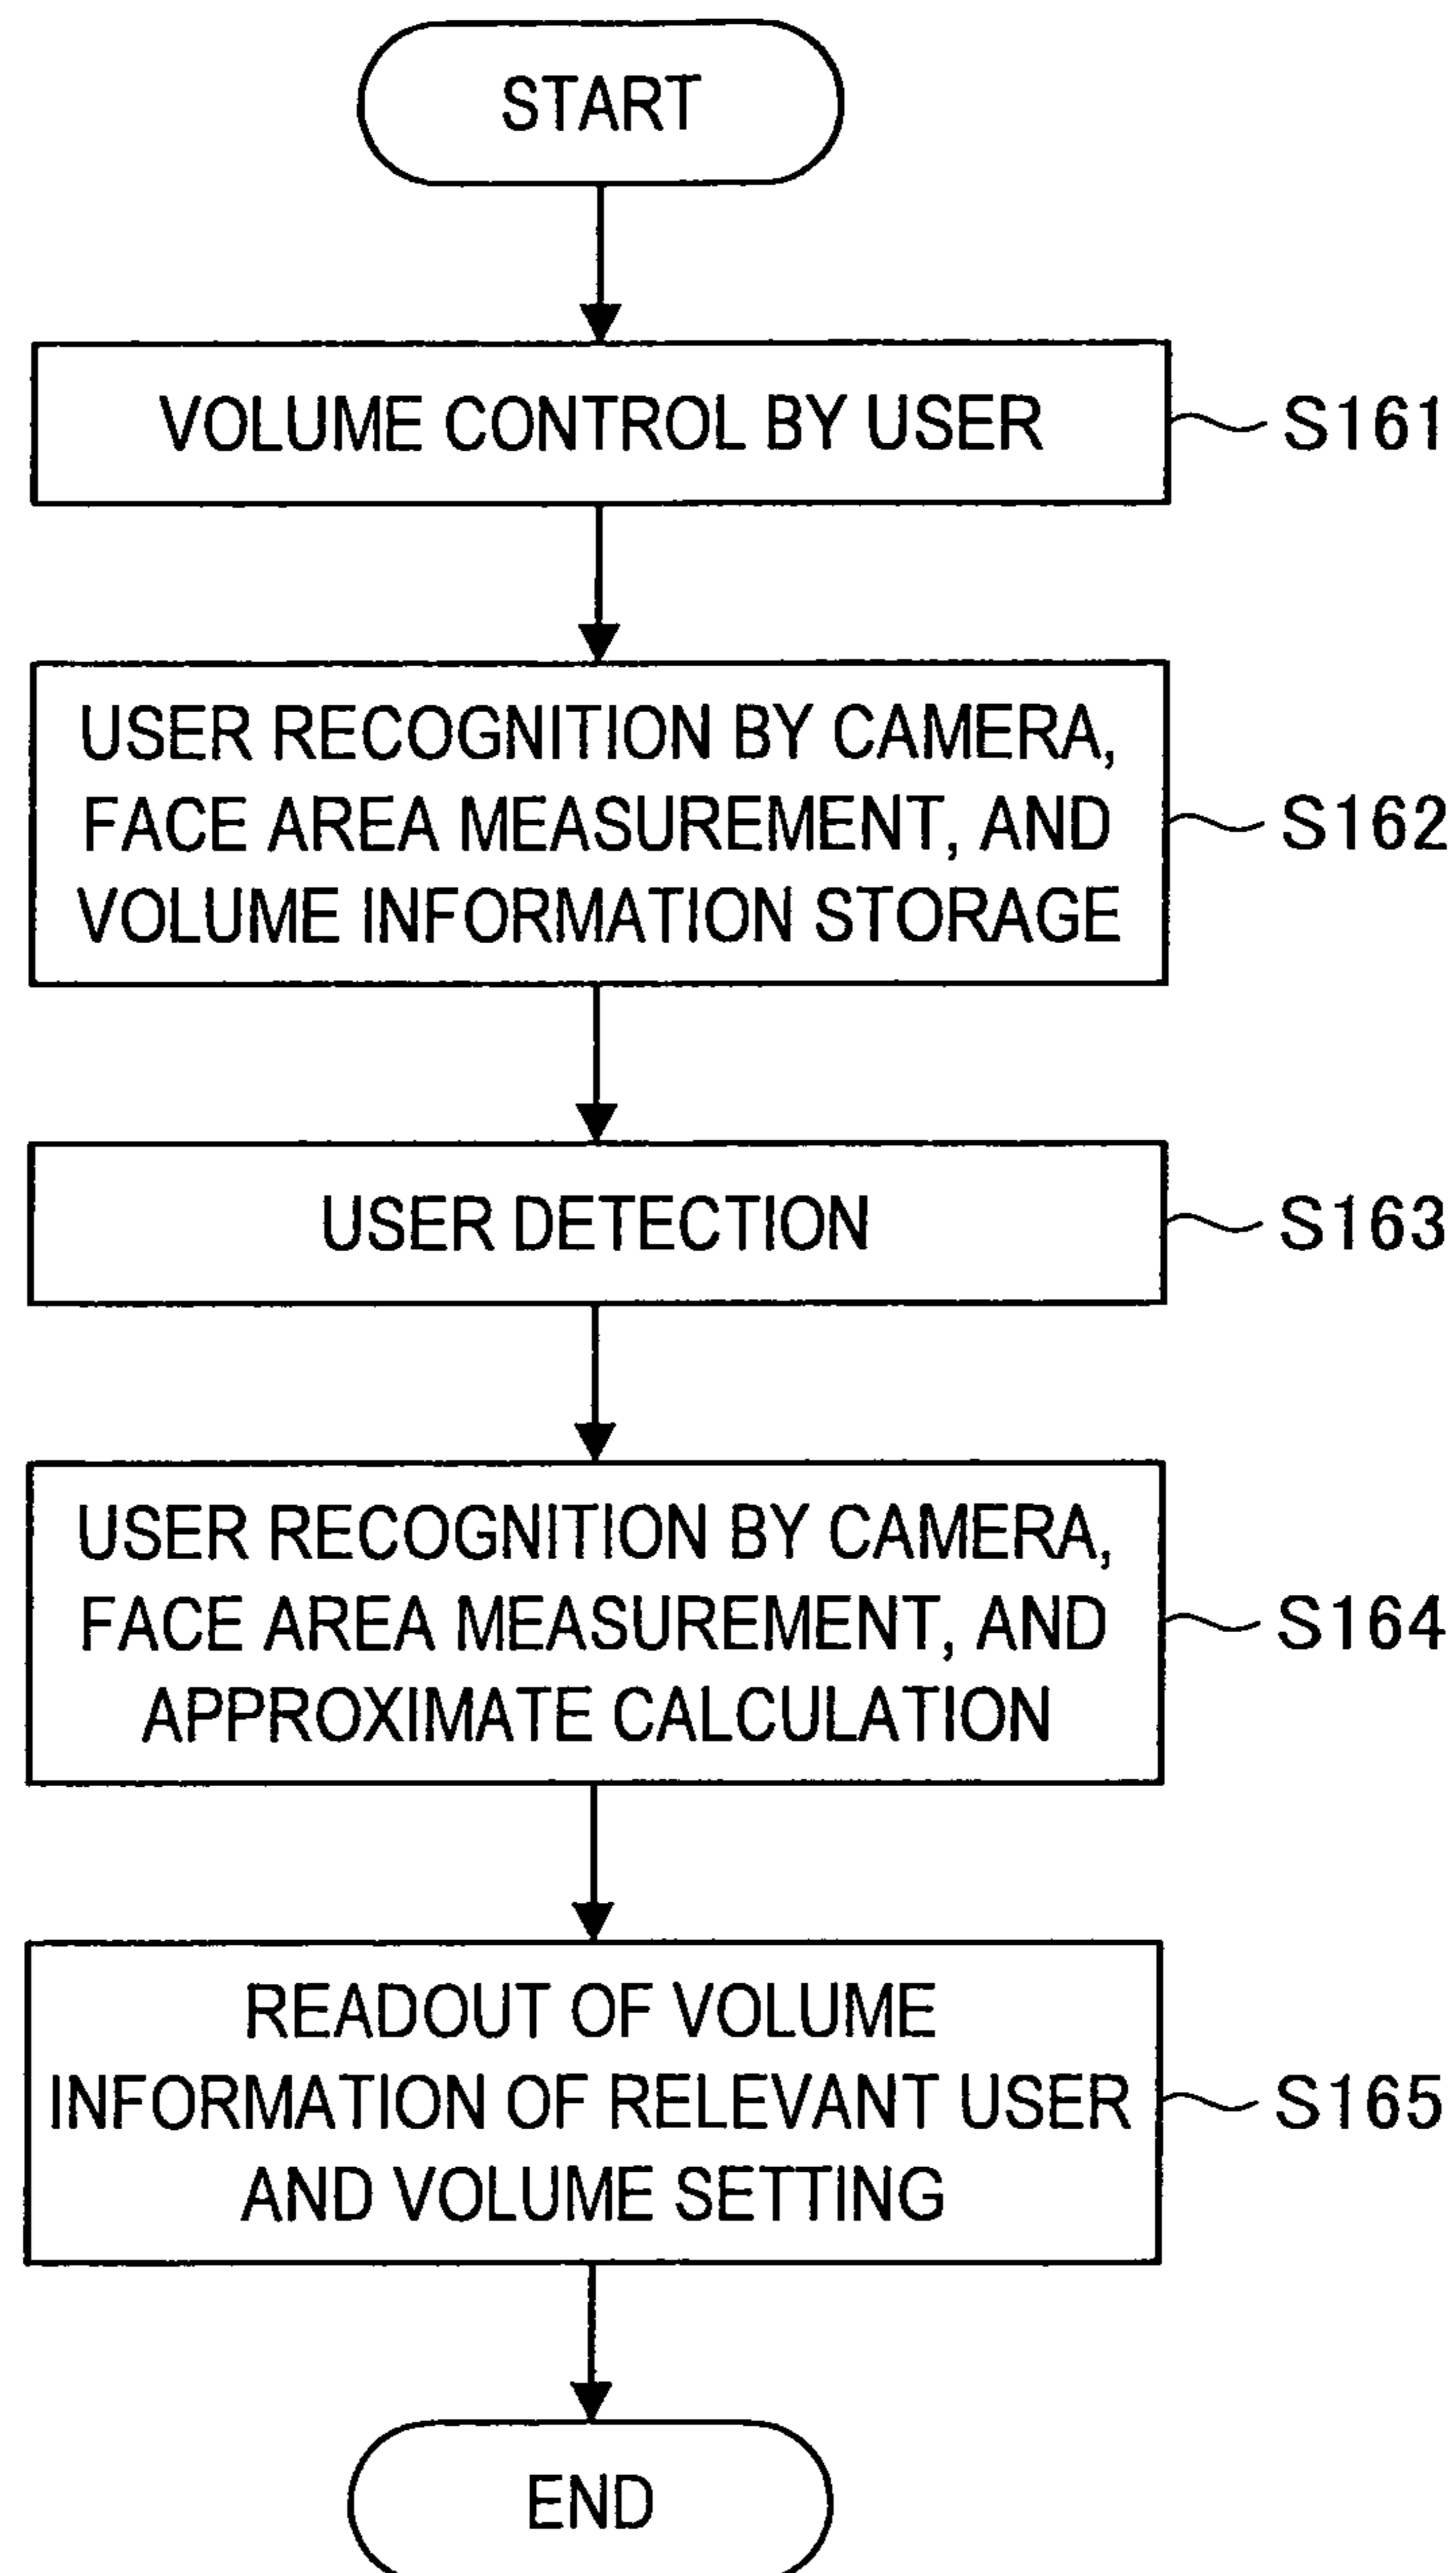 START
VOLUME CONTROL BY USER
S161
USER RECOGNITION BY CAMERA,
FACE AREA MEASUREMENT, AND
VOLUME INFORMATION STORAGE
S162
USER DETECTION
S163
USER RECOGNITION BY CAMERA,
FACE AREA MEASUREMENT, AND
APPROXIMATE CALCULATION
S164
READOUT OF VOLUME
INFORMATION OF RELEVANT USER
AND VOLUME SETTING
S165
END